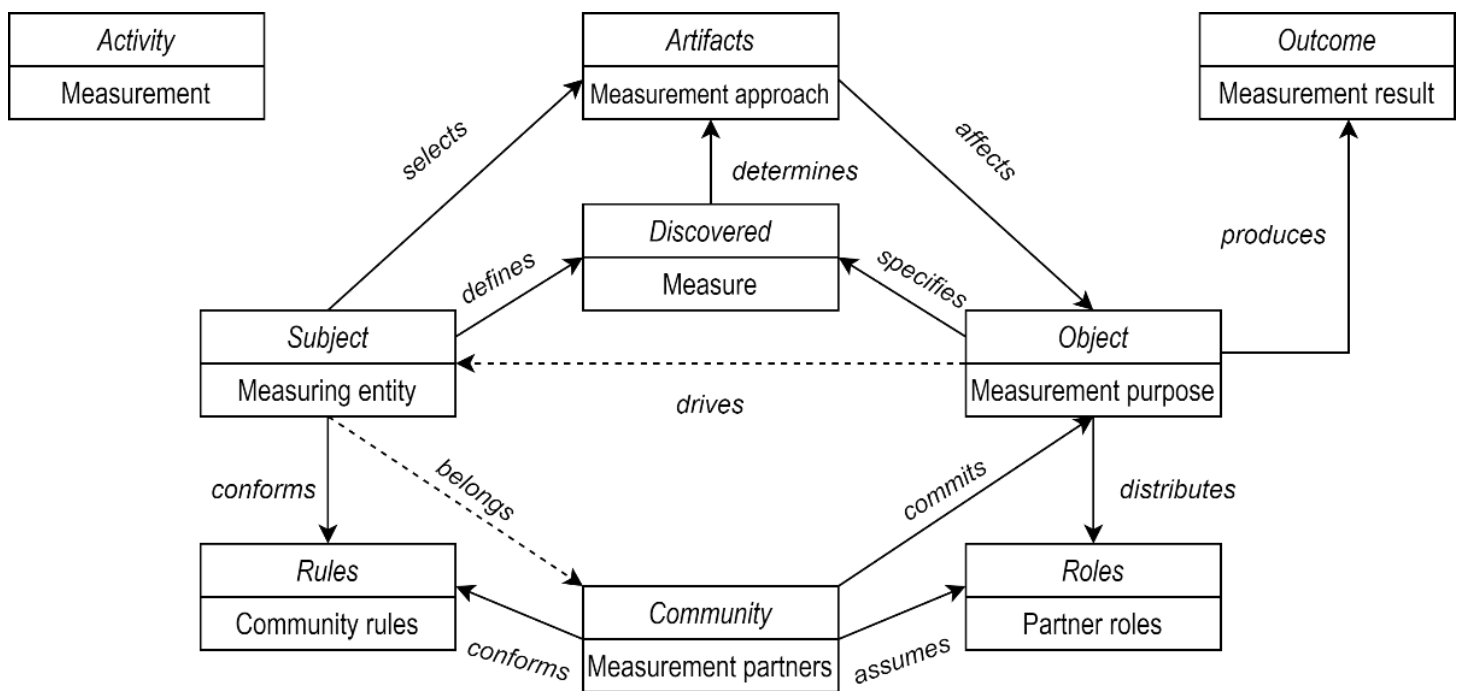 Activity
Measurement
Artifacts
Measurement approach
Outcome
Measurement result
selects
affects
determines
produces
Discovered
Measure
defines
specifies
Subject
Measuring entity
Object
Measurement purpose
drives
conforms
belongs
commits
distributes
Rules
Community rules
Community
Measurement partners
Roles
Partner roles
conforms
assumes